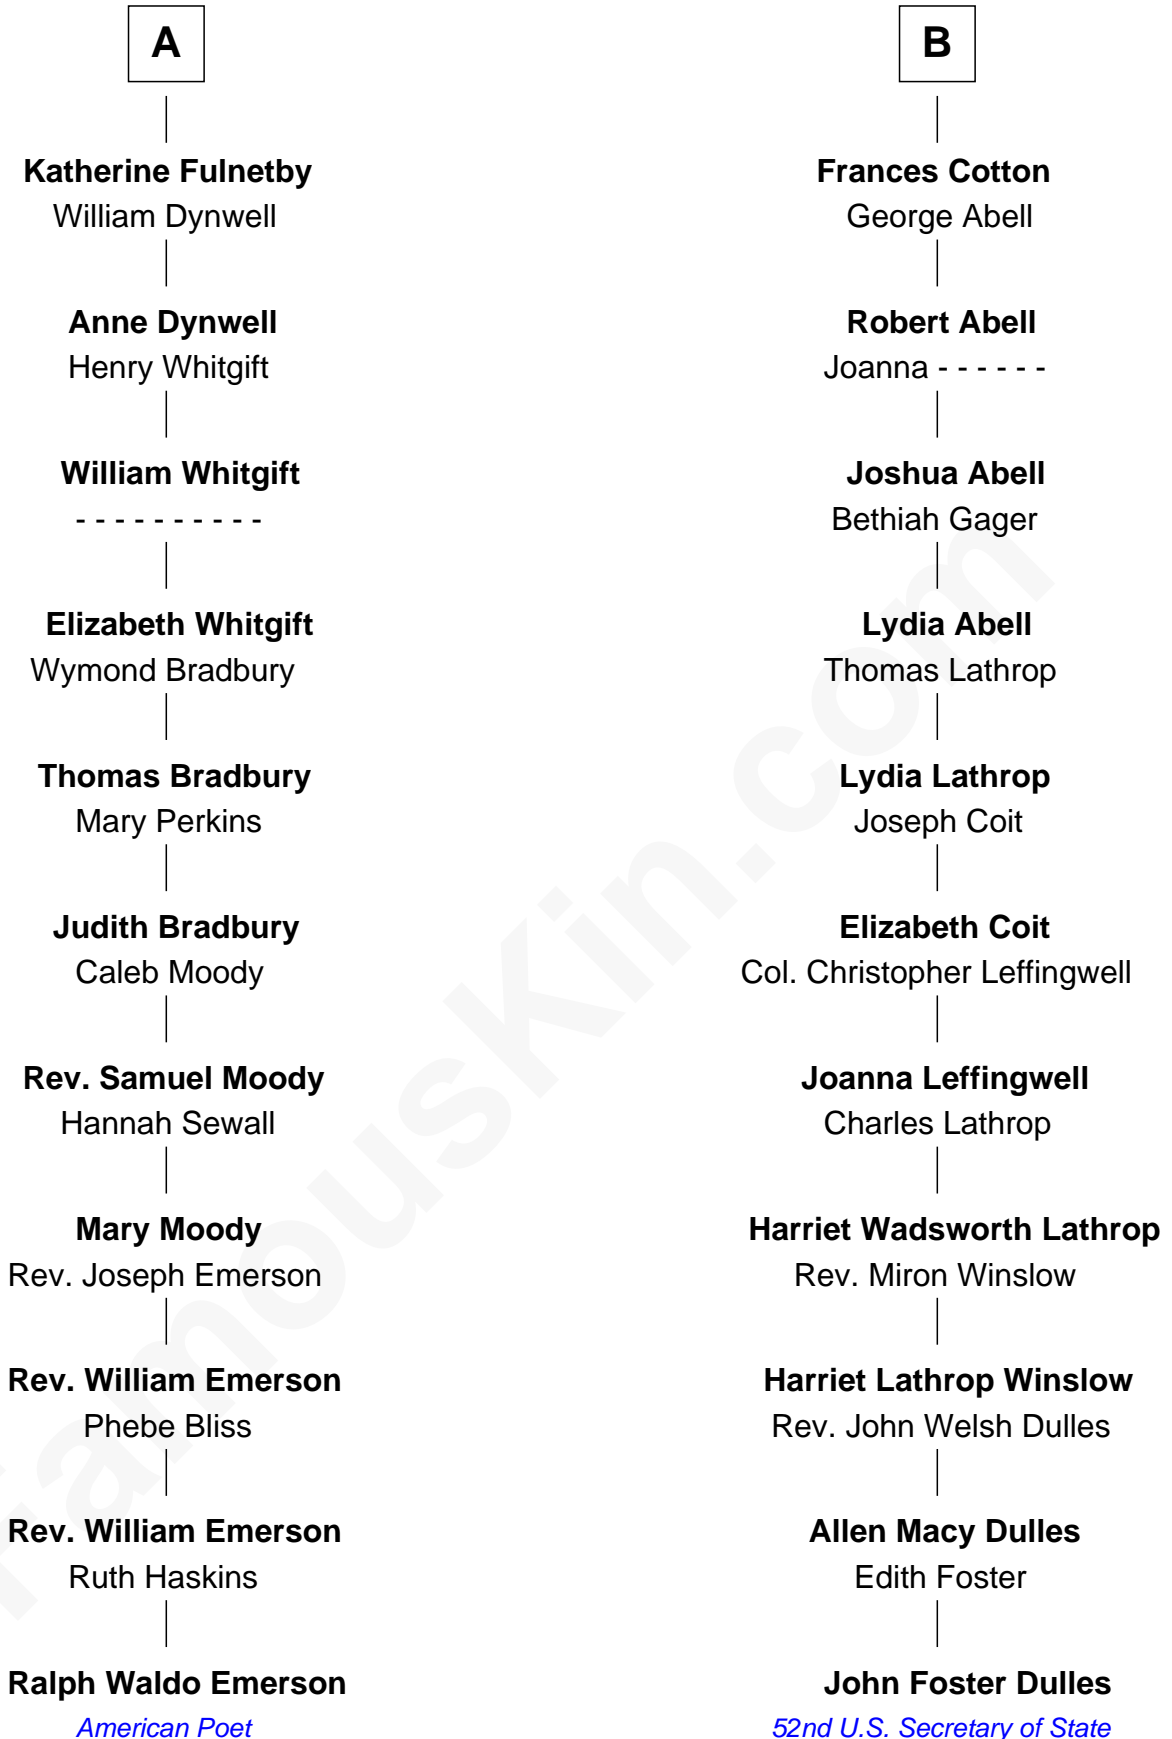 A
Katherine Fulnetby
William Dynwell
Anne Dynwell
Henry Whitgift
William Whitgift
- - - - - - - - - -
Elizabeth Whitgift
Wymond Bradbury
Thomas Bradbury
Mary Perkins
Judith Bradbury
Caleb Moody
Rev. Samuel Moody
Hannah Sewall
Mary Moody
Rev. Joseph Emerson
Rev. William Emerson
Phebe Bliss
Rev. William Emerson
Ruth Haskins
Ralph Waldo Emerson
American Poet
B
Frances Cotton
George Abell
Robert Abell
Joanna - - - - - -
Joshua Abell
Bethiah Gager
Lydia Abell
Thomas Lathrop
Lydia Lathrop
Joseph Coit
Elizabeth Coit
Col. Christopher Leffingwell
Joanna Leffingwell
Charles Lathrop
Harriet Wadsworth Lathrop
Rev. Miron Winslow
Harriet Lathrop Winslow
Rev. John Welsh Dulles
Allen Macy Dulles
Edith Foster
John Foster Dulles
52nd U.S. Secretary of State
FamousKin.com